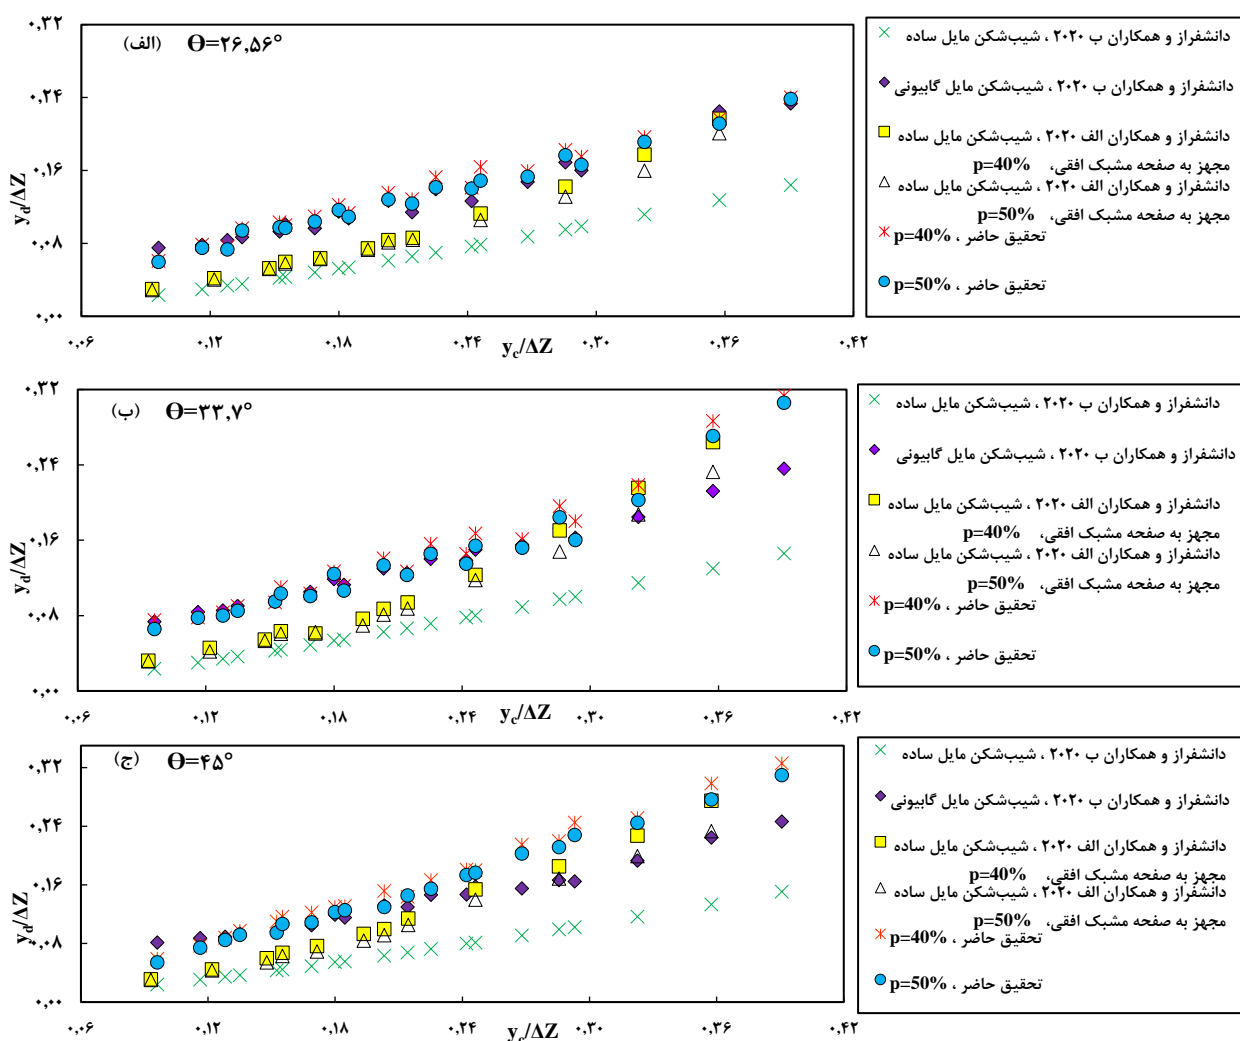 (الف) Θ=۲۶,۵۶°
۰,۳۲
۰,۲۴
۰,۱۶
۰,۰۸
۰,۰۰
y_d/ΔZ
۰,۰۶ ۰,۱۲ ۰,۱۸ ۰,۲۴ ۰,۳۰ ۰,۳۶ ۰,۴۲
y_c/ΔZ
دانشفراز و همکاران ب ۲۰۲۰ ، شیب‌شکن مایل ساده
دانشفراز و همکاران ب ۲۰۲۰ ، شیب‌شکن مایل گابیونی
دانشفراز و همکاران الف ۲۰۲۰ ، شیب‌شکن مایل ساده
مجهز به صفحه مشبک افقی، p=40%
دانشفراز و همکاران الف ۲۰۲۰ ، شیب‌شکن مایل ساده
مجهز به صفحه مشبک افقی، p=50%
تحقیق حاضر ، p=40%
تحقیق حاضر ، p=50%
(ب) Θ=۳۳,۷°
۰,۳۲
۰,۲۴
۰,۱۶
۰,۰۸
۰,۰۰
y_d/ΔZ
۰,۰۶ ۰,۱۲ ۰,۱۸ ۰,۲۴ ۰,۳۰ ۰,۳۶ ۰,۴۲
y_c/ΔZ
دانشفراز و همکاران ب ۲۰۲۰ ، شیب‌شکن مایل ساده
دانشفراز و همکاران ب ۲۰۲۰ ، شیب‌شکن مایل گابیونی
دانشفراز و همکاران الف ۲۰۲۰ ، شیب‌شکن مایل ساده
مجهز به صفحه مشبک افقی، p=40%
دانشفراز و همکاران الف ۲۰۲۰ ، شیب‌شکن مایل ساده
مجهز به صفحه مشبک افقی، p=50%
تحقیق حاضر ، p=40%
تحقیق حاضر ، p=50%
(ج) Θ=۴۵°
۰,۳۲
۰,۲۴
۰,۱۶
۰,۰۸
۰,۰۰
y_d/ΔZ
۰,۰۶ ۰,۱۲ ۰,۱۸ ۰,۲۴ ۰,۳۰ ۰,۳۶ ۰,۴۲
y_c/ΔZ
دانشفراز و همکاران ب ۲۰۲۰ ، شیب‌شکن مایل ساده
دانشفراز و همکاران ب ۲۰۲۰ ، شیب‌شکن مایل گابیونی
دانشفراز و همکاران الف ۲۰۲۰ ، شیب‌شکن مایل ساده
مجهز به صفحه مشبک افقی، p=40%
دانشفراز و همکاران الف ۲۰۲۰ ، شیب‌شکن مایل ساده
مجهز به صفحه مشبک افقی، p=50%
تحقیق حاضر ، p=40%
تحقیق حاضر ، p=50%